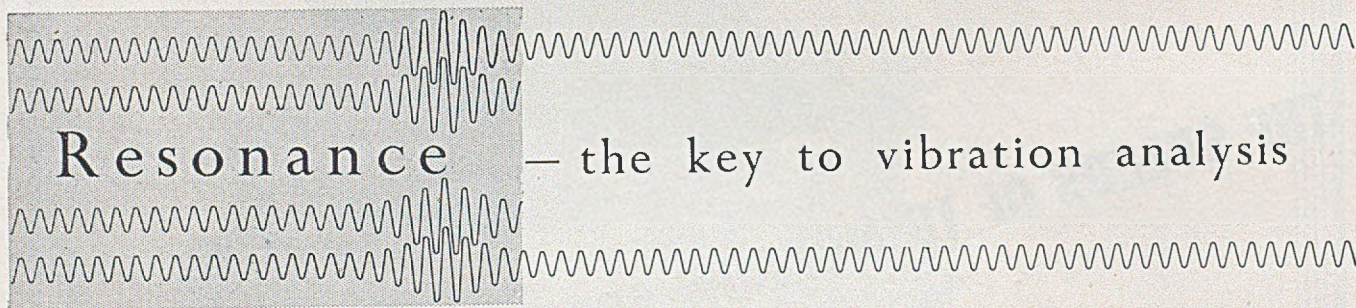 Resonance — the key to vibration analysis